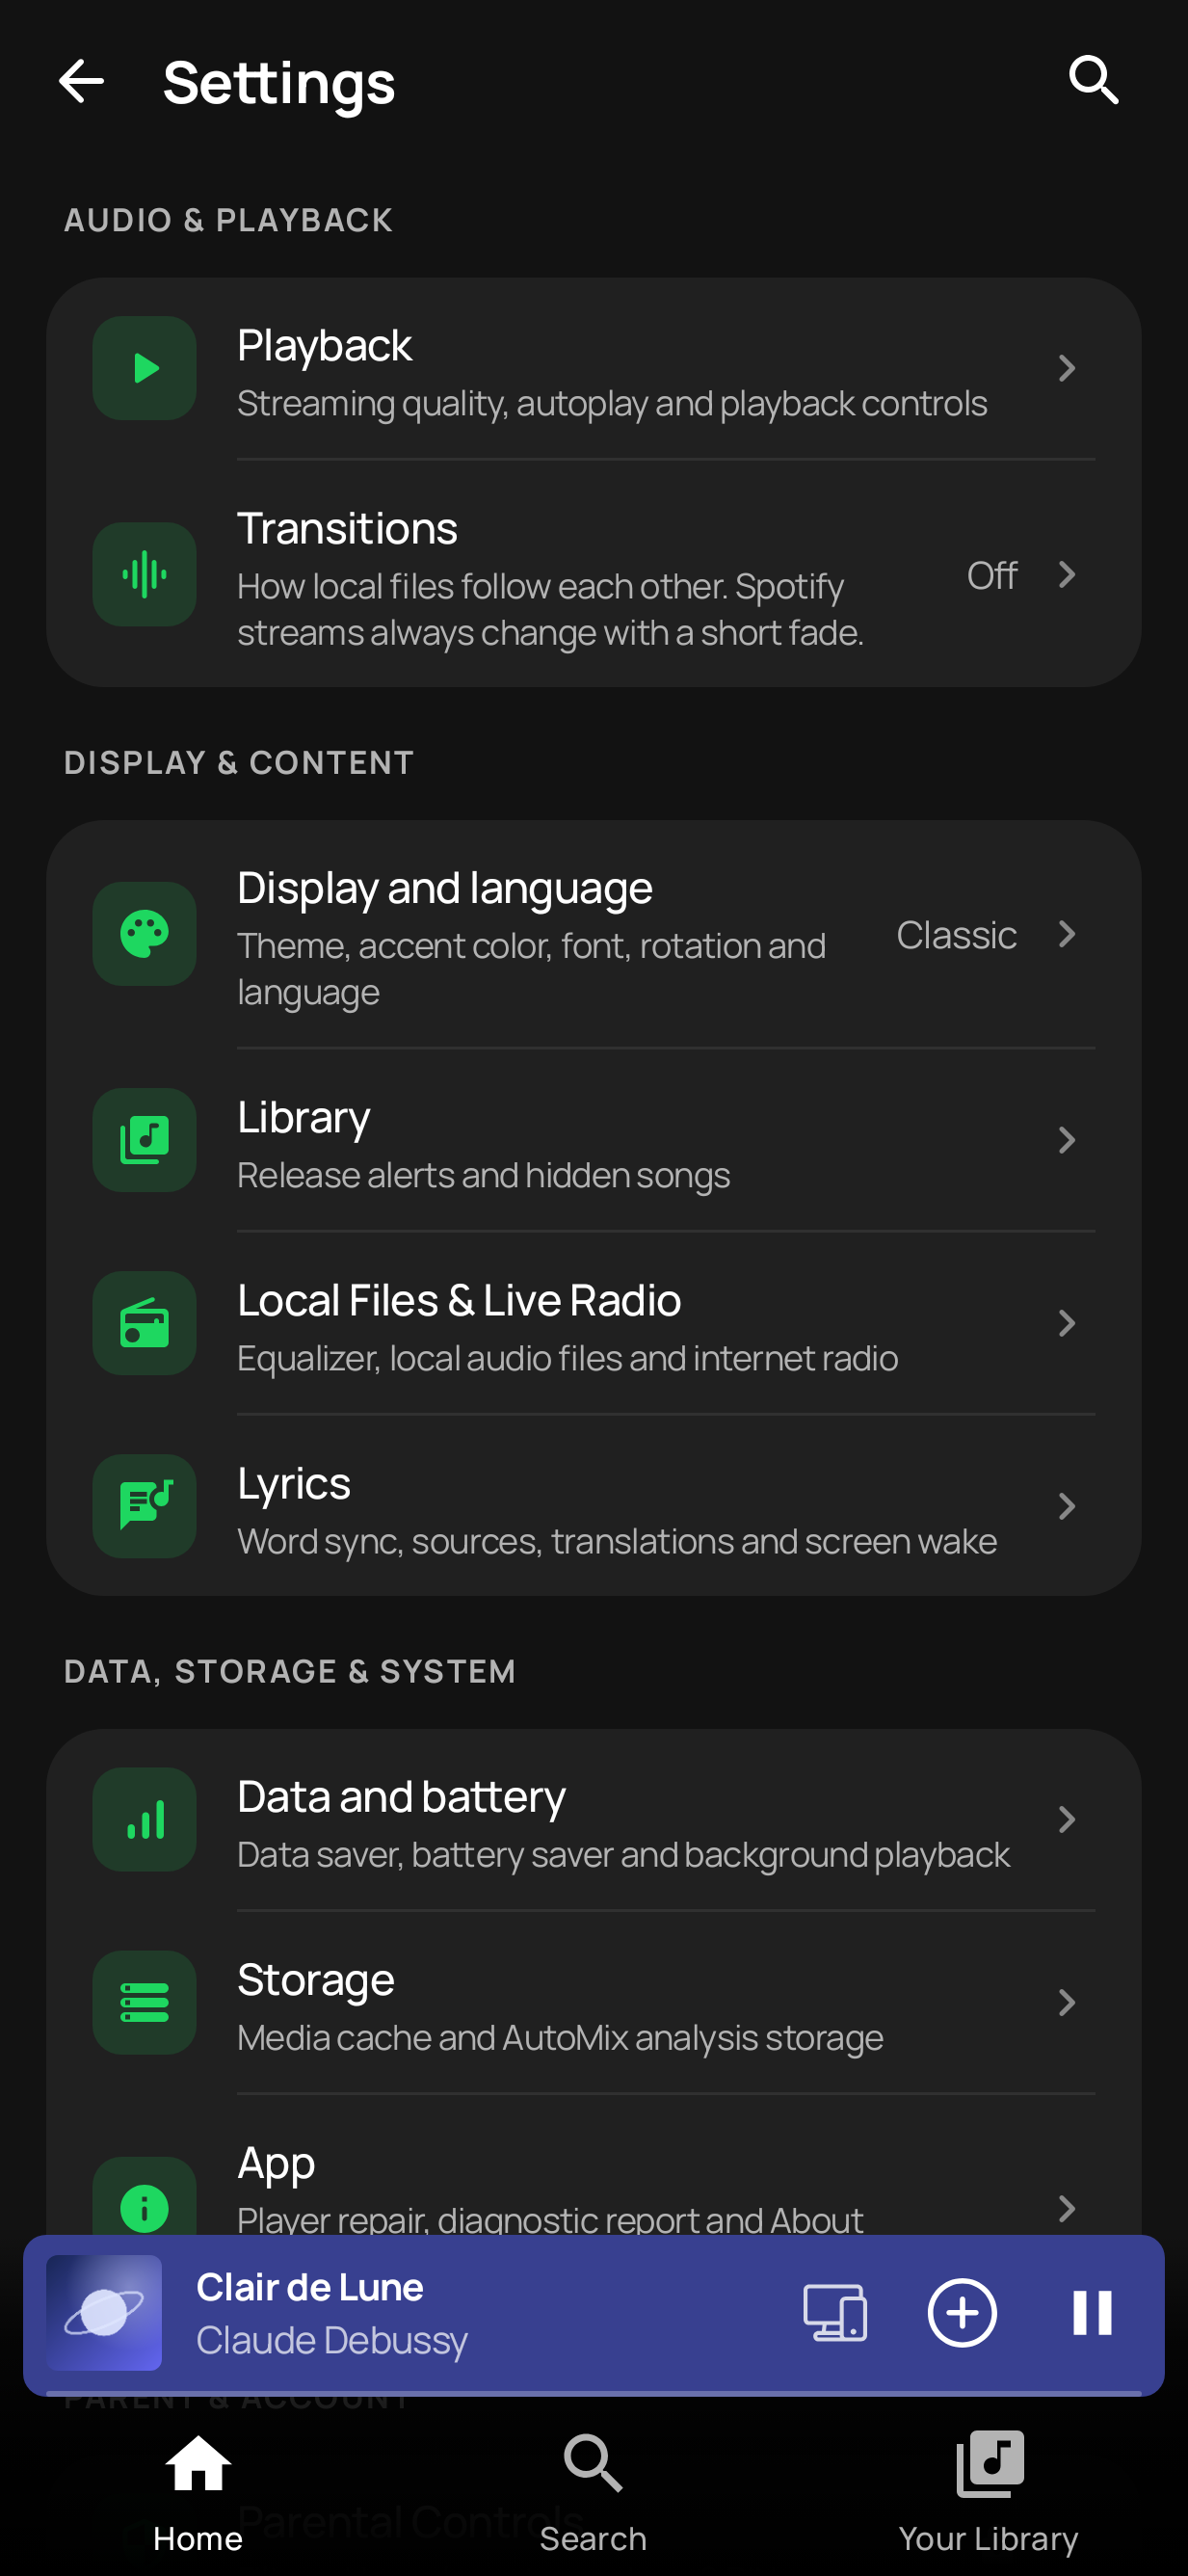 Settings
AUDIO & PLAYBACK
Playback
Streaming quality, autoplay and playback controls
Transitions
How local files follow each other. Spotify
streams always change with a short fade.
Off
DISPLAY & CONTENT
Display and language
Theme, accent color, font, rotation and
language
Classic
Library
Release alerts and hidden songs
Local Files & Live Radio
Equalizer, local audio files and internet radio
Lyrics
Word sync, sources, translations and screen wake
DATA, STORAGE & SYSTEM
Data and battery
Data saver, battery saver and background playback
Storage
Media cache and AutoMix analysis storage
App
Player repair, diagnostic report and About
Clair de Lune
Claude Debussy
PARENT & ACCOUNT
Parental Controls
Home
Search
Your Library